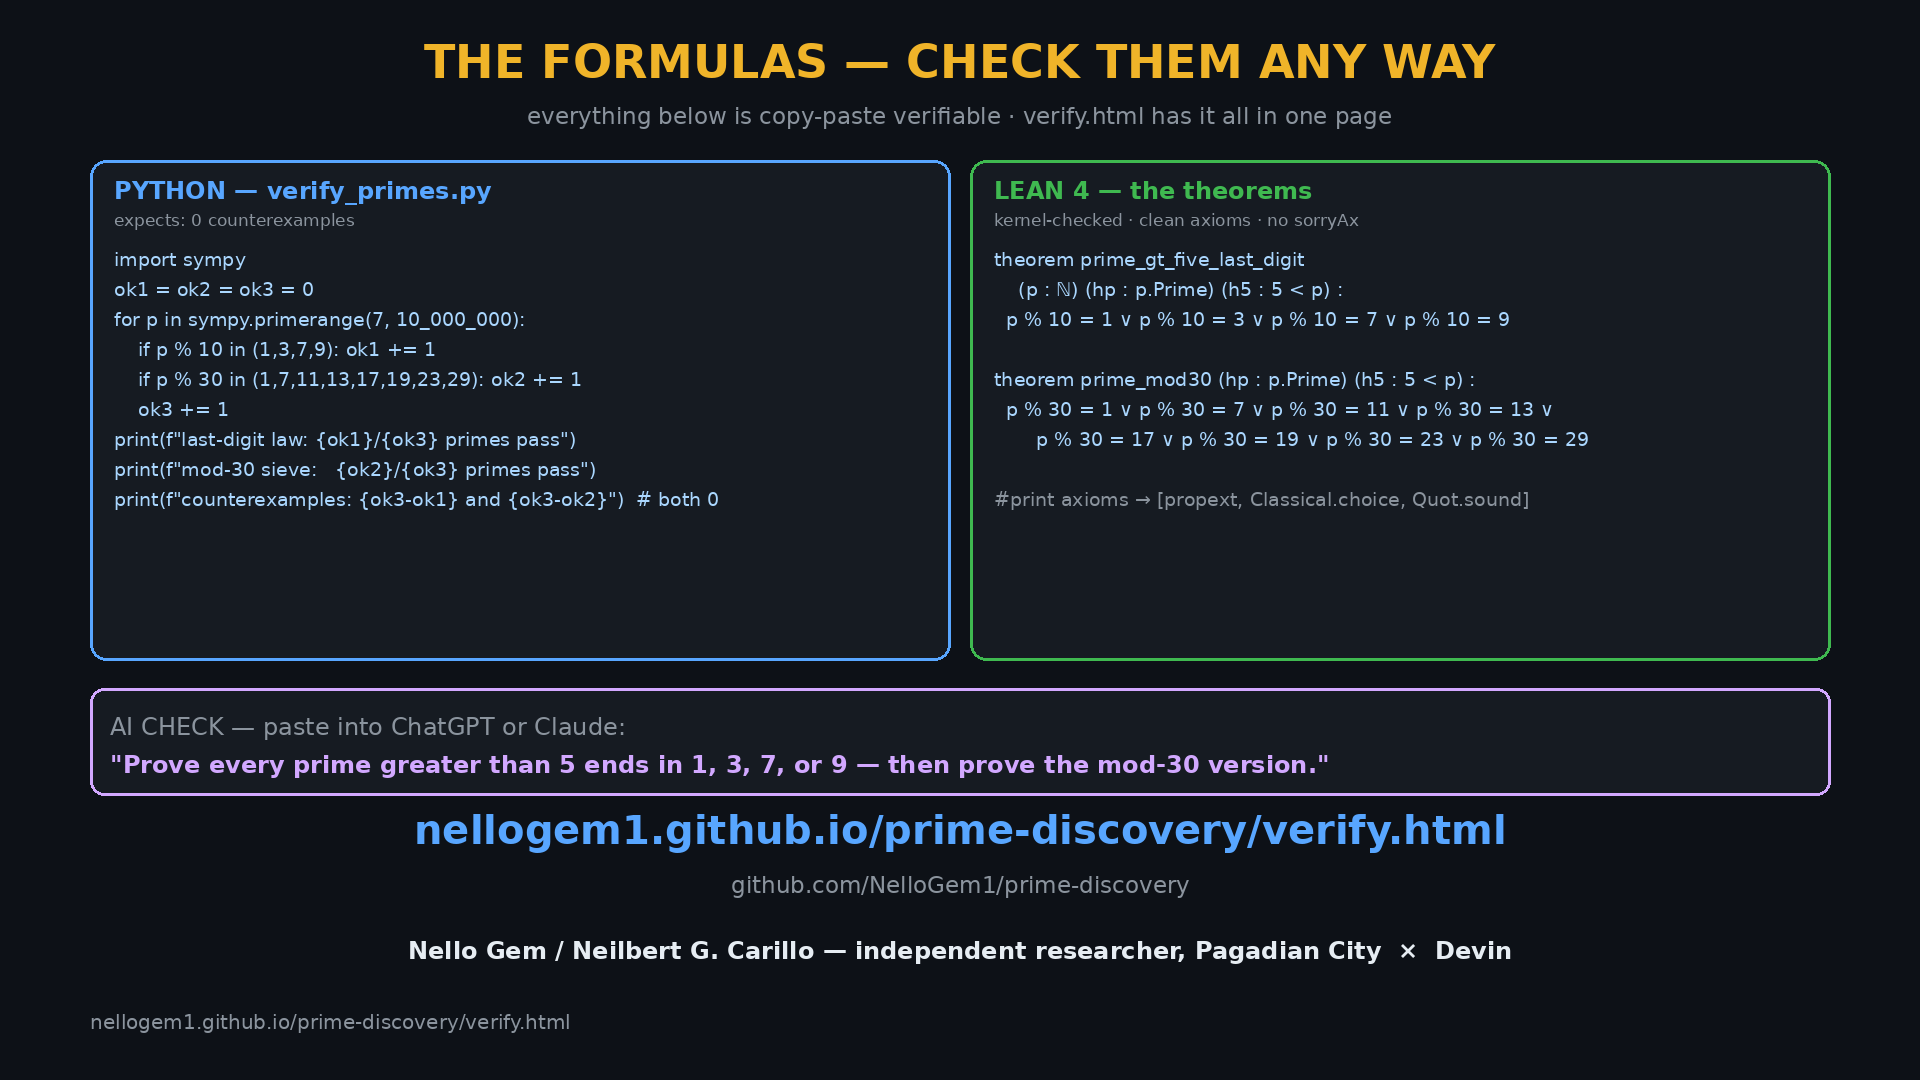 THE FORMULAS — CHECK THEM ANY WAY
everything below is copy-paste verifiable · verify.html has it all in one page
PYTHON — verify_primes.py
expects: 0 counterexamples
import sympy
ok1 = ok2 = ok3 = 0
for p in sympy.primerange(7, 10_000_000):
    if p % 10 in (1,3,7,9): ok1 += 1
    if p % 30 in (1,7,11,13,17,19,23,29): ok2 += 1
    ok3 += 1
print(f"last-digit law: {ok1}/{ok3} primes pass")
print(f"mod-30 sieve:   {ok2}/{ok3} primes pass")
print(f"counterexamples: {ok3-ok1} and {ok3-ok2}")  # both 0
LEAN 4 — the theorems
kernel-checked · clean axioms · no sorryAx
theorem prime_gt_five_last_digit
    (p : ℕ) (hp : p.Prime) (h5 : 5 < p) :
  p % 10 = 1 ∨ p % 10 = 3 ∨ p % 10 = 7 ∨ p % 10 = 9
theorem prime_mod30 (hp : p.Prime) (h5 : 5 < p) :
  p % 30 = 1 ∨ p % 30 = 7 ∨ p % 30 = 11 ∨ p % 30 = 13 ∨
       p % 30 = 17 ∨ p % 30 = 19 ∨ p % 30 = 23 ∨ p % 30 = 29
#print axioms → [propext, Classical.choice, Quot.sound]
AI CHECK — paste into ChatGPT or Claude:
"Prove every prime greater than 5 ends in 1, 3, 7, or 9 — then prove the mod-30 version."
nellogem1.github.io/prime-discovery/verify.html
github.com/NelloGem1/prime-discovery
Nello Gem / Neilbert G. Carillo — independent researcher, Pagadian City × Devin
nellogem1.github.io/prime-discovery/verify.html